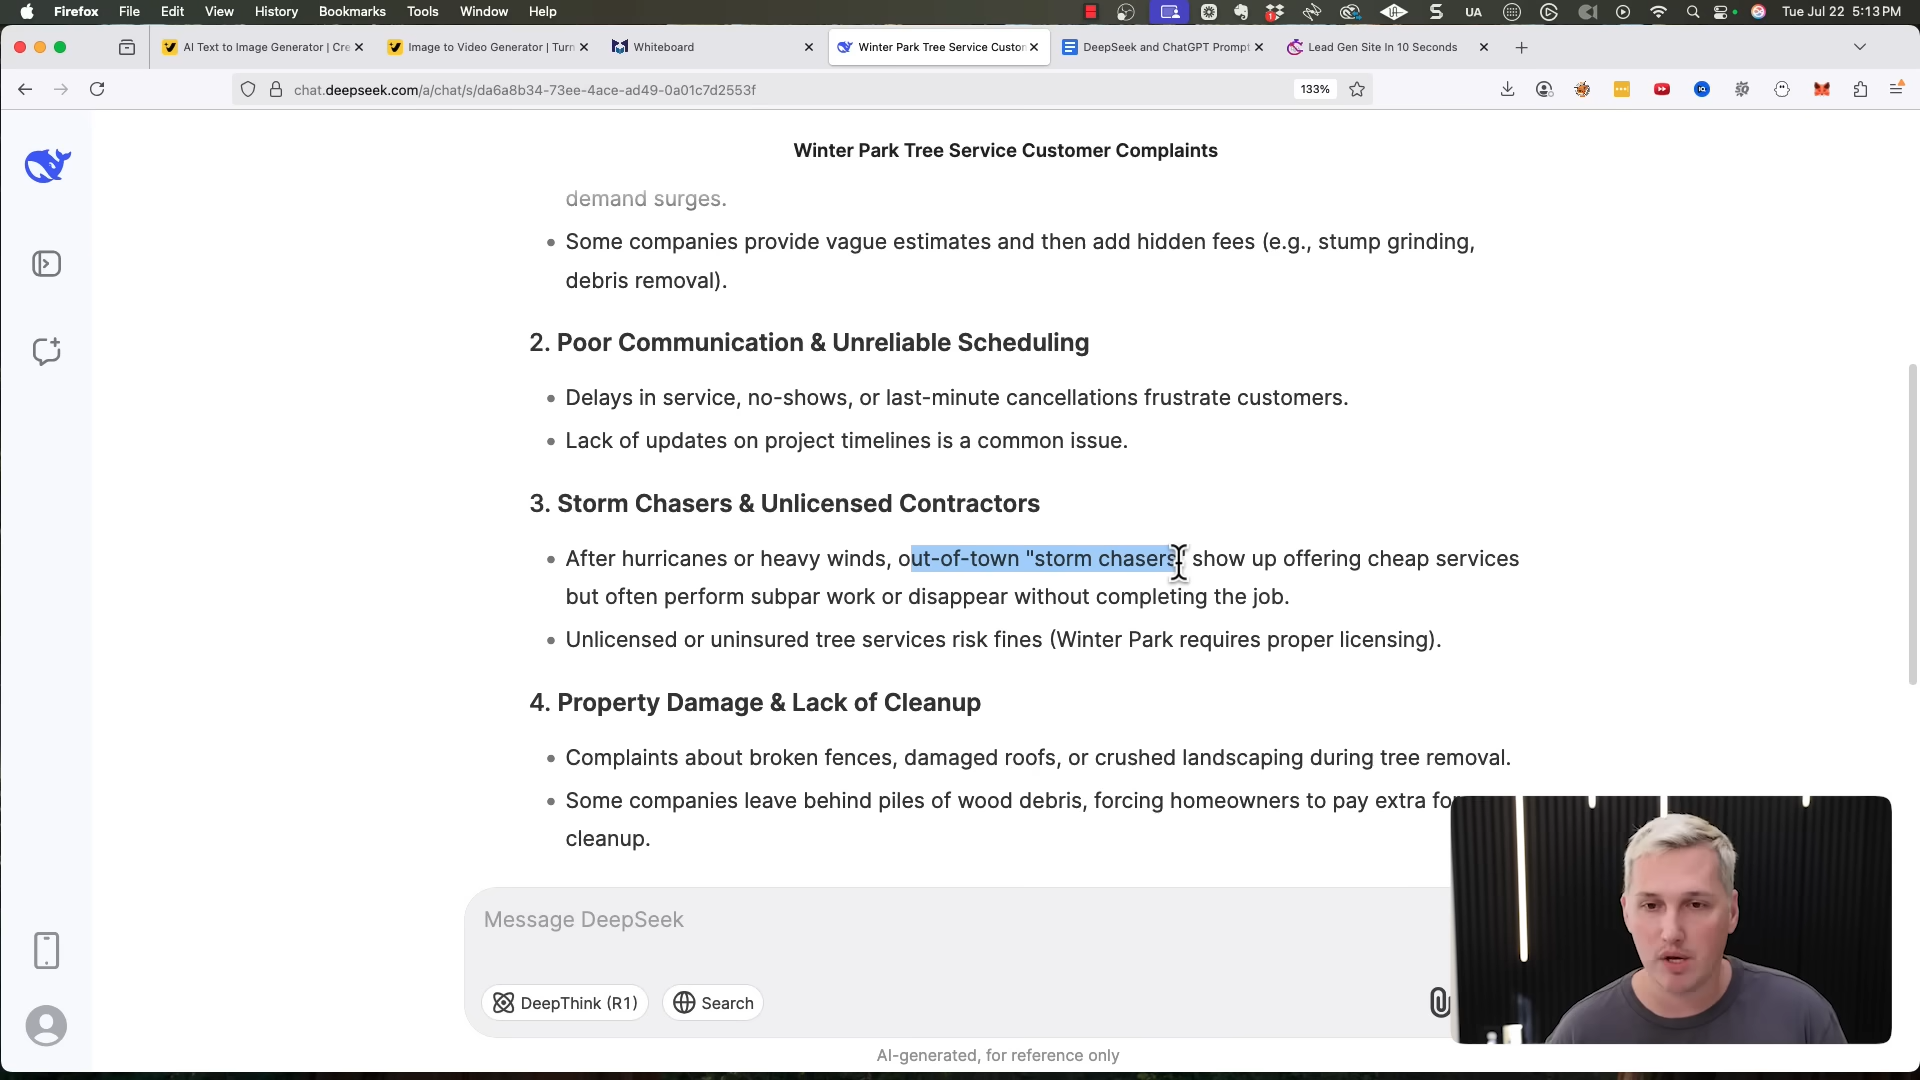 Firefox File Edit View History Bookmarks Tools Window Help UA Tue Jul 22 5:13 PM
AI Text to Image Generator | Cre Image to Video Generator | Turn Whiteboard Winter Park Tree Service Custom DeepSeek and ChatGPT Prompt Lead Gen Site In 10 Seconds
chat.deepseek.com/a/chat/s/da6a8b34-73ee-4ace-ad49-0a01c7d2553f 133%
Winter Park Tree Service Customer Complaints
demand surges.
• Some companies provide vague estimates and then add hidden fees (e.g., stump grinding,
debris removal).
2. Poor Communication & Unreliable Scheduling
• Delays in service, no-shows, or last-minute cancellations frustrate customers.
• Lack of updates on project timelines is a common issue.
3. Storm Chasers & Unlicensed Contractors
• After hurricanes or heavy winds, out-of-town "storm chasers" show up offering cheap services
but often perform subpar work or disappear without completing the job.
• Unlicensed or uninsured tree services risk fines (Winter Park requires proper licensing).
4. Property Damage & Lack of Cleanup
• Complaints about broken fences, damaged roofs, or crushed landscaping during tree removal.
• Some companies leave behind piles of wood debris, forcing homeowners to pay extra for
cleanup.
Message DeepSeek
DeepThink (R1) Search
AI-generated, for reference only